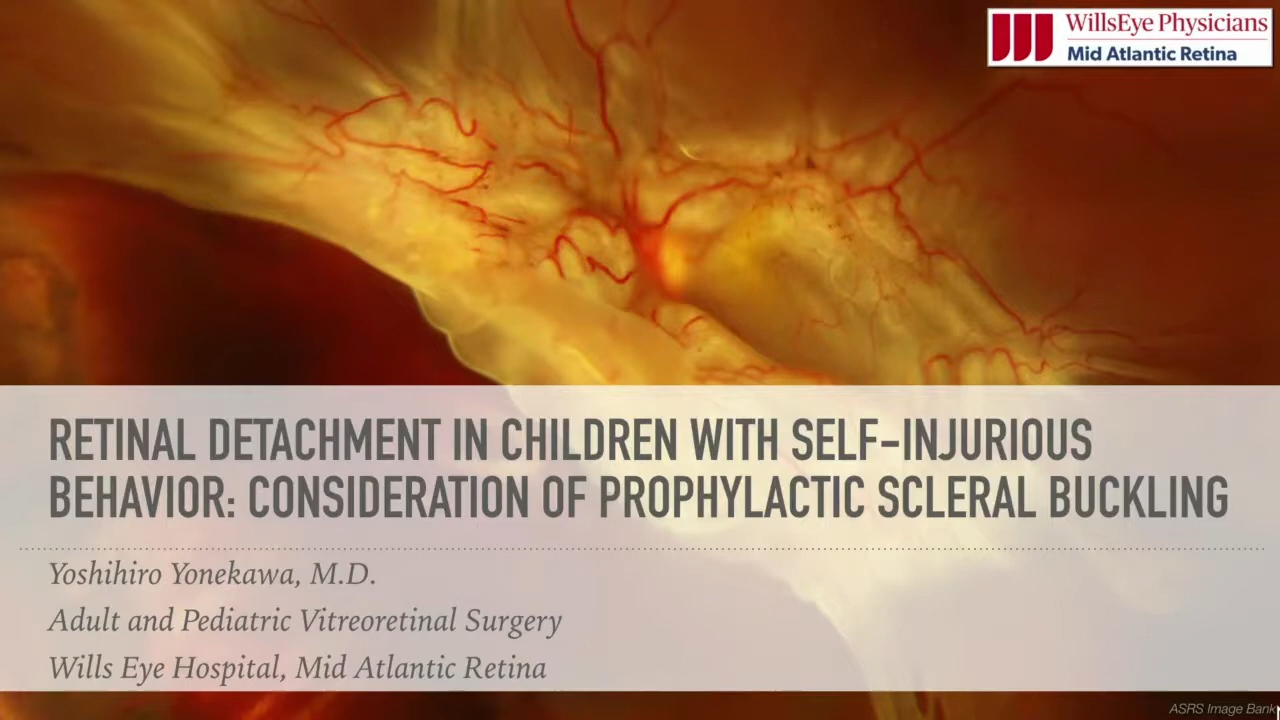 WillsEye Physicians
Mid Atlantic Retina
RETINAL DETACHMENT IN CHILDREN WITH SELF-INJURIOUS
BEHAVIOR: CONSIDERATION OF PROPHYLACTIC SCLERAL BUCKLING
Yoshihiro Yonekawa, M.D.
Adult and Pediatric Vitreoretinal Surgery
Wills Eye Hospital, Mid Atlantic Retina
ASRS Image Bank